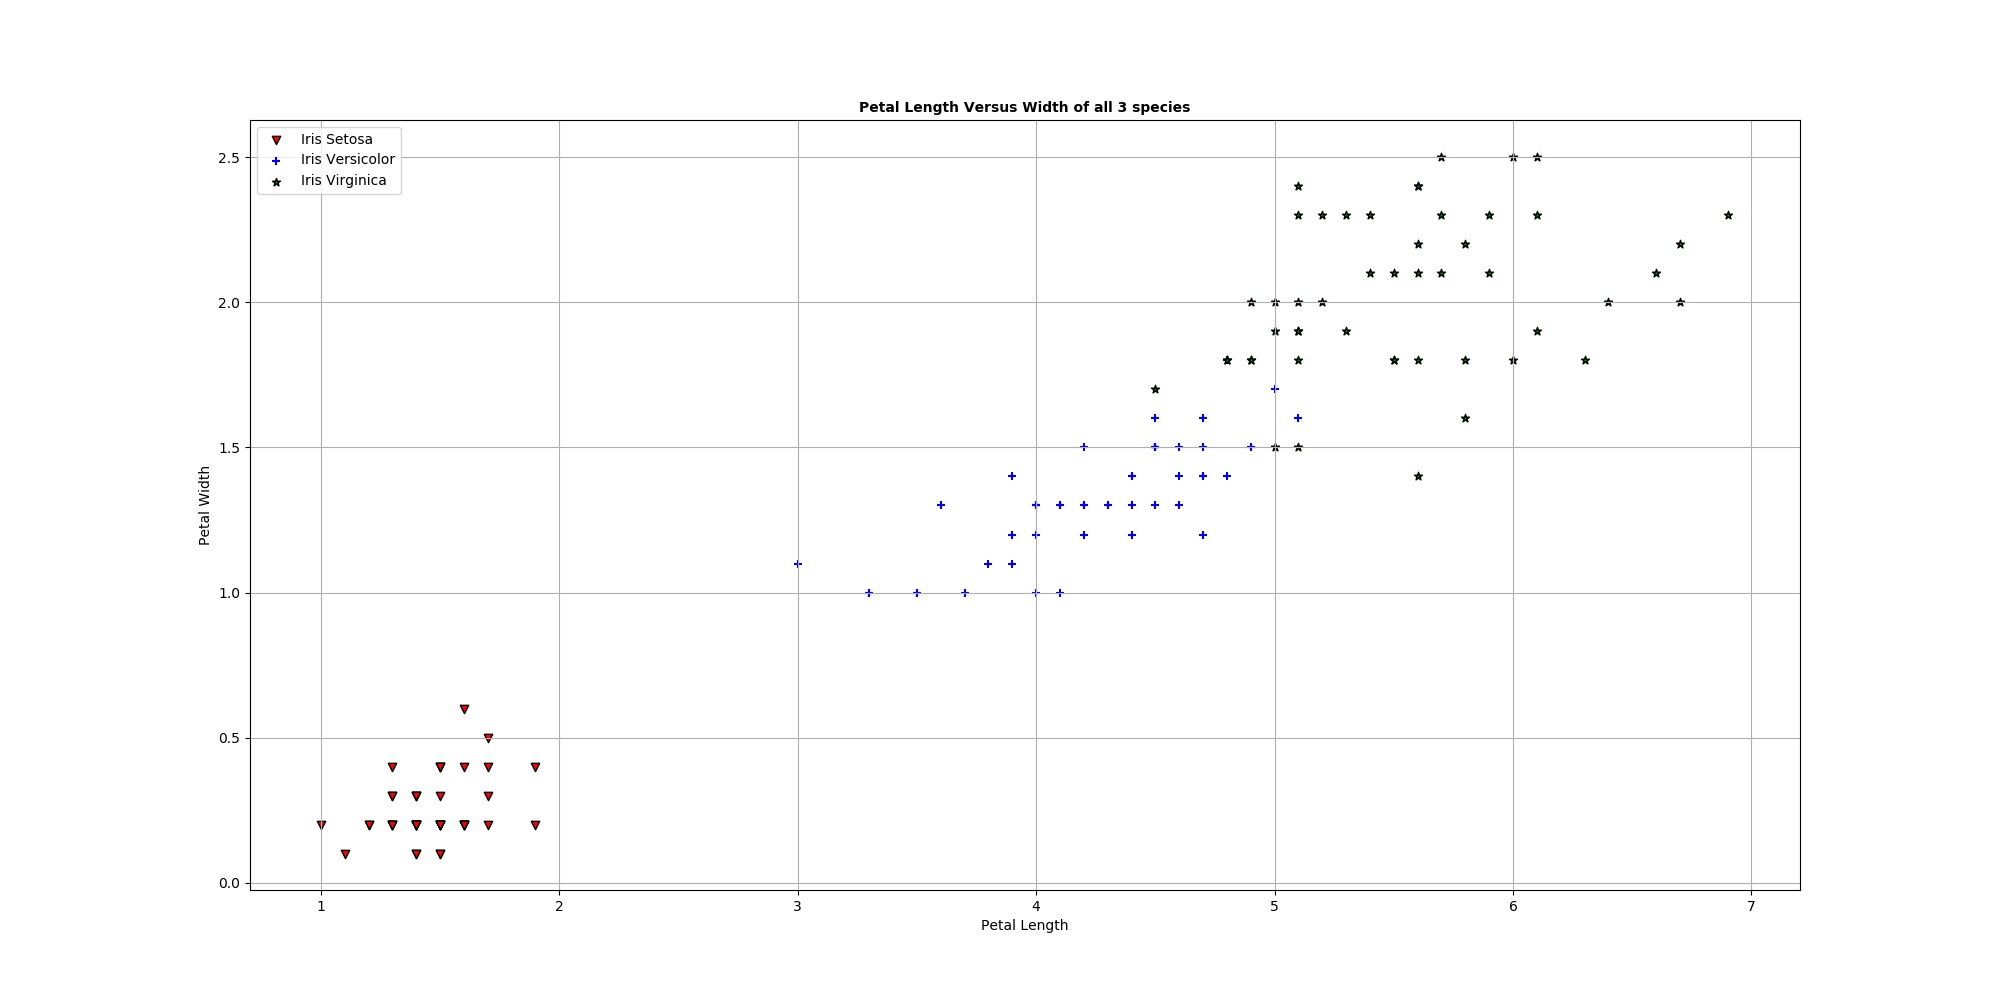 Petal Length Versus Width of all 3 species
Iris Setosa
Iris Versicolor
Iris Virginica
2.5
2.0
1.5
1.0
0.5
0.0
Petal Width
1 2 3 4 5 6 7
Petal Length